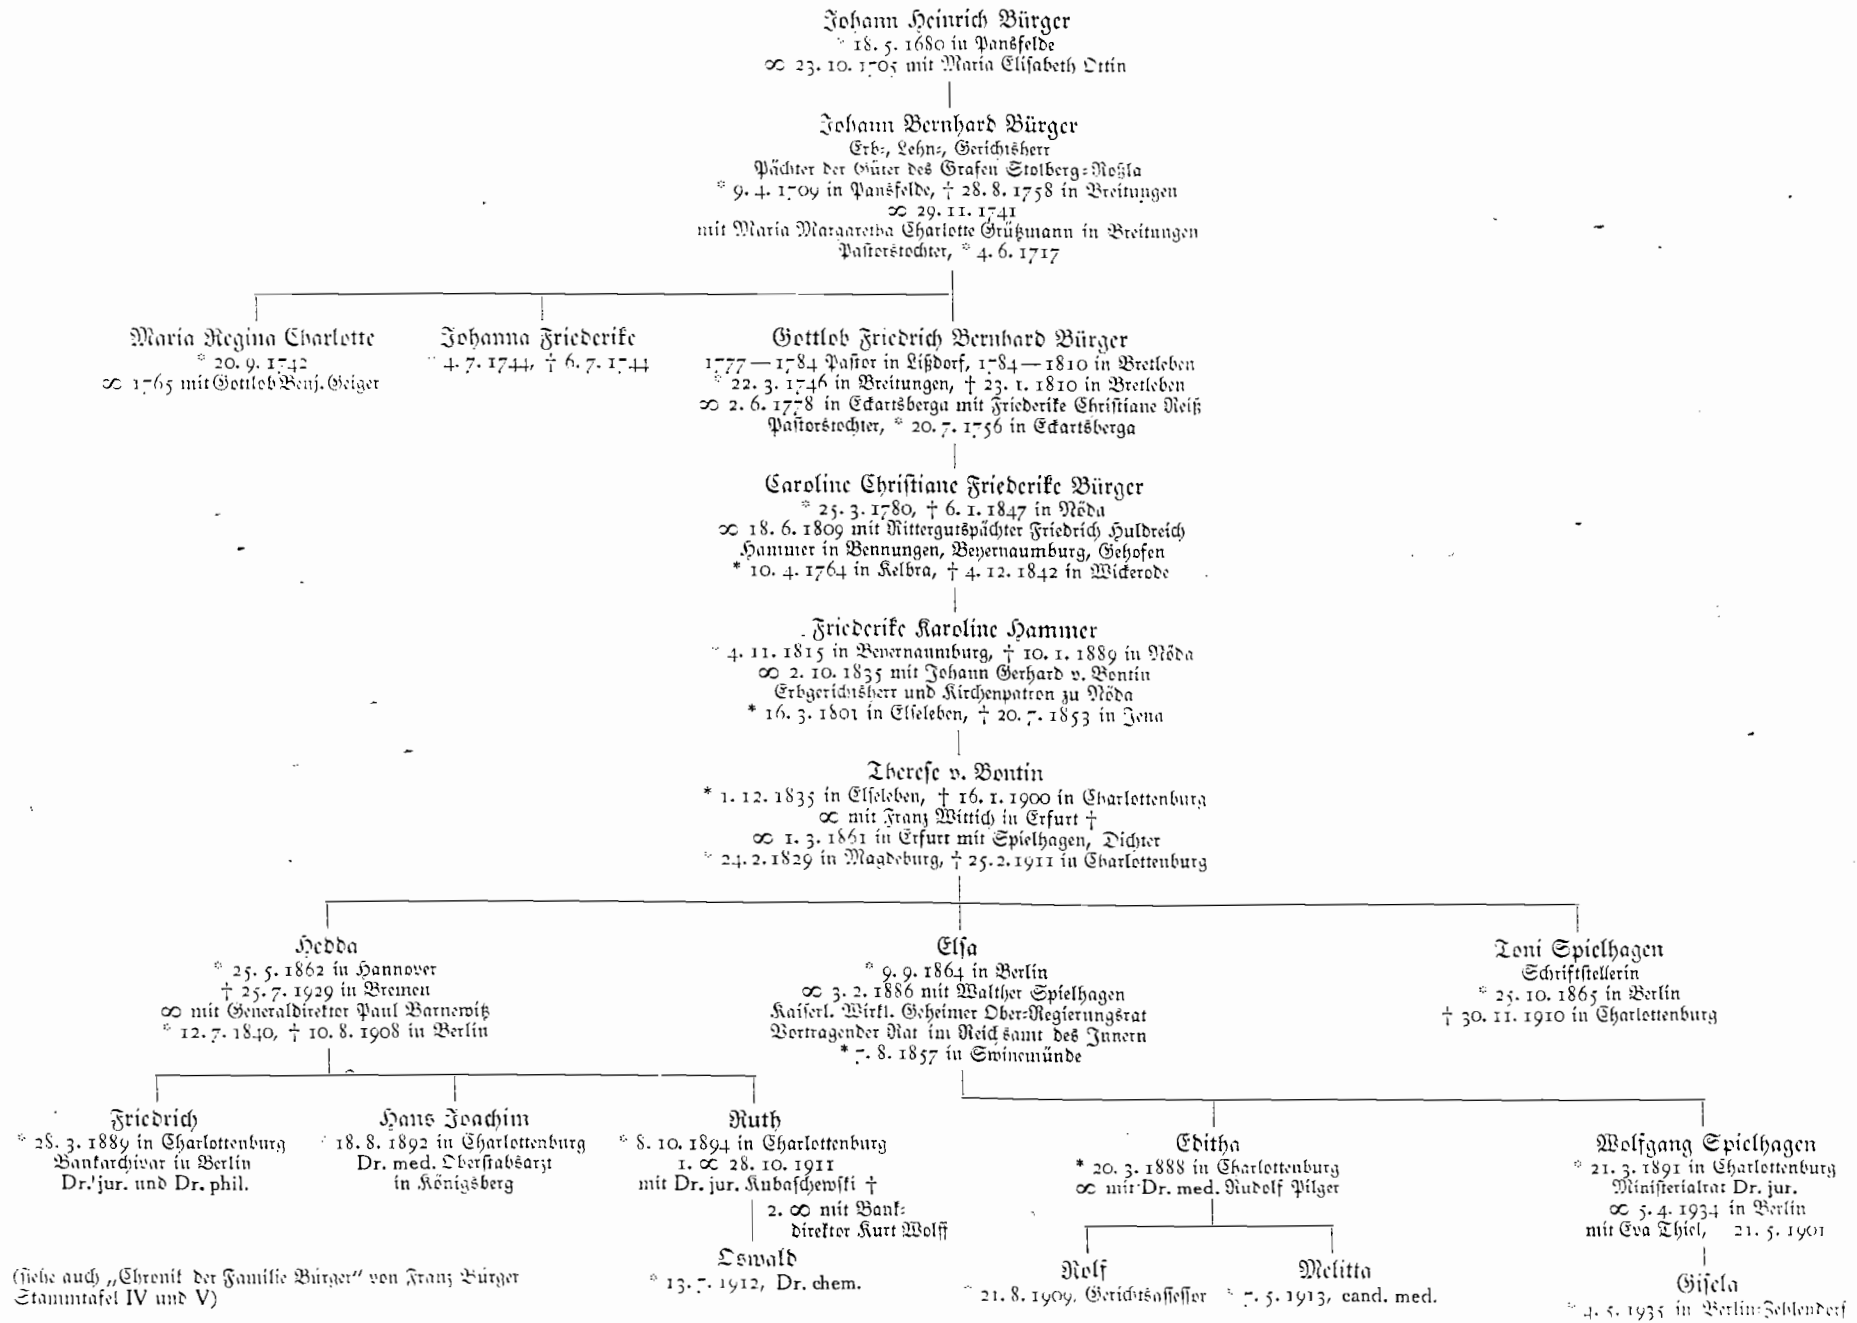 Johann Heinrich Bürger
* 18. 5. 1680 in Pansfelde
∞ 23. 10. 1705 mit Maria Elisabeth Ottin
Johann Bernhard Bürger
Erb-, Lehn-, Gerichtsherr
Pächter der Güter des Grafen Stolberg-Roßla
* 9. 4. 1709 in Pansfelde, † 28. 8. 1758 in Breitungen
∞ 29. 11. 1741
mit Maria Margaretha Charlotte Grützmann in Breitungen
Pastorstochter, * 4. 6. 1717
Maria Regina Charlotte
* 20. 9. 1742
∞ 1765 mit Gottlob Benj. Geiger
Johanna Friederike
* 4. 7. 1744, † 6. 7. 1744
Gottlob Friedrich Bernhard Bürger
1777—1784 Pastor in Lißdorf, 1784—1810 in Bretleben
* 22. 3. 1746 in Breitungen, † 23. 1. 1810 in Bretleben
∞ 2. 6. 1778 in Eckartsberga mit Friederike Christiane Reiß
Pastorstochter, * 20. 7. 1756 in Eckartsberga
Caroline Christiane Friederike Bürger
* 25. 3. 1780, † 6. 1. 1847 in Nöda
∞ 18. 6. 1809 mit Rittergutspächter Friedrich Huldreich
Hammer in Bennungen, Beyernaumburg, Gehofen
* 10. 4. 1764 in Kelbra, † 4. 12. 1842 in Wickerode
Friederike Karoline Hammer
* 4. 11. 1815 in Beyernaumburg, † 10. 1. 1889 in Nöda
∞ 2. 10. 1835 mit Johann Gerhard v. Bontin
Erbgerichtsherr und Kirchenpatron zu Nöda
* 16. 3. 1801 in Elxleben, † 20. 7. 1853 in Jena
Therese v. Bontin
* 1. 12. 1835 in Elxleben, † 16. 1. 1900 in Charlottenburg
∞ mit Franz Wittich in Erfurt †
∞ 1. 3. 1861 in Erfurt mit Spielhagen, Dichter
* 24. 2. 1829 in Magdeburg, † 25. 2. 1911 in Charlottenburg
Hedda
* 25. 5. 1862 in Hannover
† 25. 7. 1929 in Bremen
∞ mit Generaldirektor Paul Barnewitz
* 12. 7. 1840, † 10. 8. 1908 in Berlin
Elsa
* 9. 9. 1864 in Berlin
∞ 3. 2. 1886 mit Walther Spielhagen
Kaiserl. Wirkl. Geheimer Ober-Regierungsrat
Vortragender Rat im Reichsamt des Innern
* 7. 8. 1857 in Swinemünde
Toni Spielhagen
Schriftstellerin
* 25. 10. 1865 in Berlin
† 30. 11. 1910 in Charlottenburg
Friedrich
* 28. 3. 1889 in Charlottenburg
Bankarchivar in Berlin
Dr. jur. und Dr. phil.
Hans Joachim
18. 8. 1892 in Charlottenburg
Dr. med. Oberstabsarzt
in Königsberg
Ruth
* 8. 10. 1894 in Charlottenburg
1. ∞ 28. 10. 1911
mit Dr. jur. Kubaschewski †
2. ∞ mit Bank-
direktor Kurt Wolff
Oswald
* 13. 7. 1912, Dr. chem.
Editha
* 20. 3. 1888 in Charlottenburg
∞ mit Dr. med. Rudolf Pilger
Rolf
* 21. 8. 1909, Gerichtsassessor
Melitta
* 7. 5. 1913, cand. med.
Wolfgang Spielhagen
* 21. 3. 1891 in Charlottenburg
Ministerialrat Dr. jur.
∞ 5. 4. 1934 in Berlin
mit Eva Thiel, 21. 5. 1901
Gisela
* 4. 5. 1935 in Berlin-Zehlendorf
(siehe auch „Chronik der Familie Bürger“ von Franz Bürger
Stammtafel IV und V)